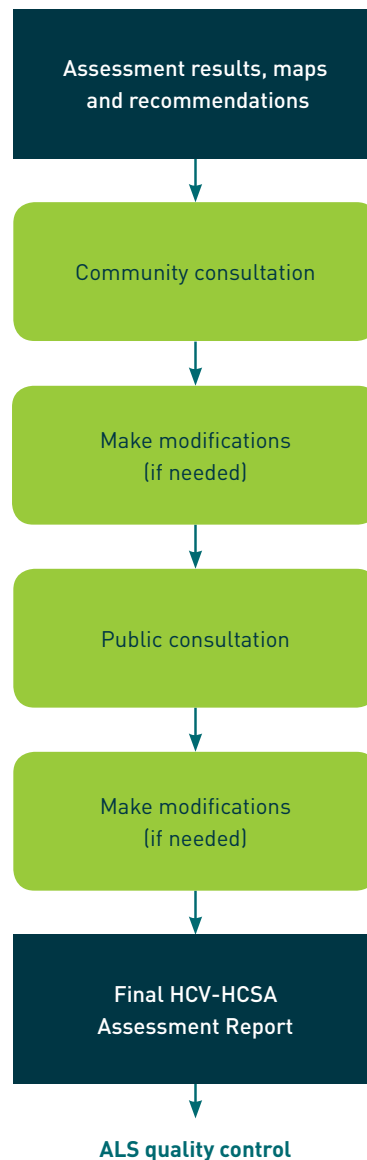 Assessment results, maps
and recommendations
Community consultation
Make modifications
(if needed)
Public consultation
Make modifications
(if needed)
Final HCV-HCSA
Assessment Report
ALS quality control